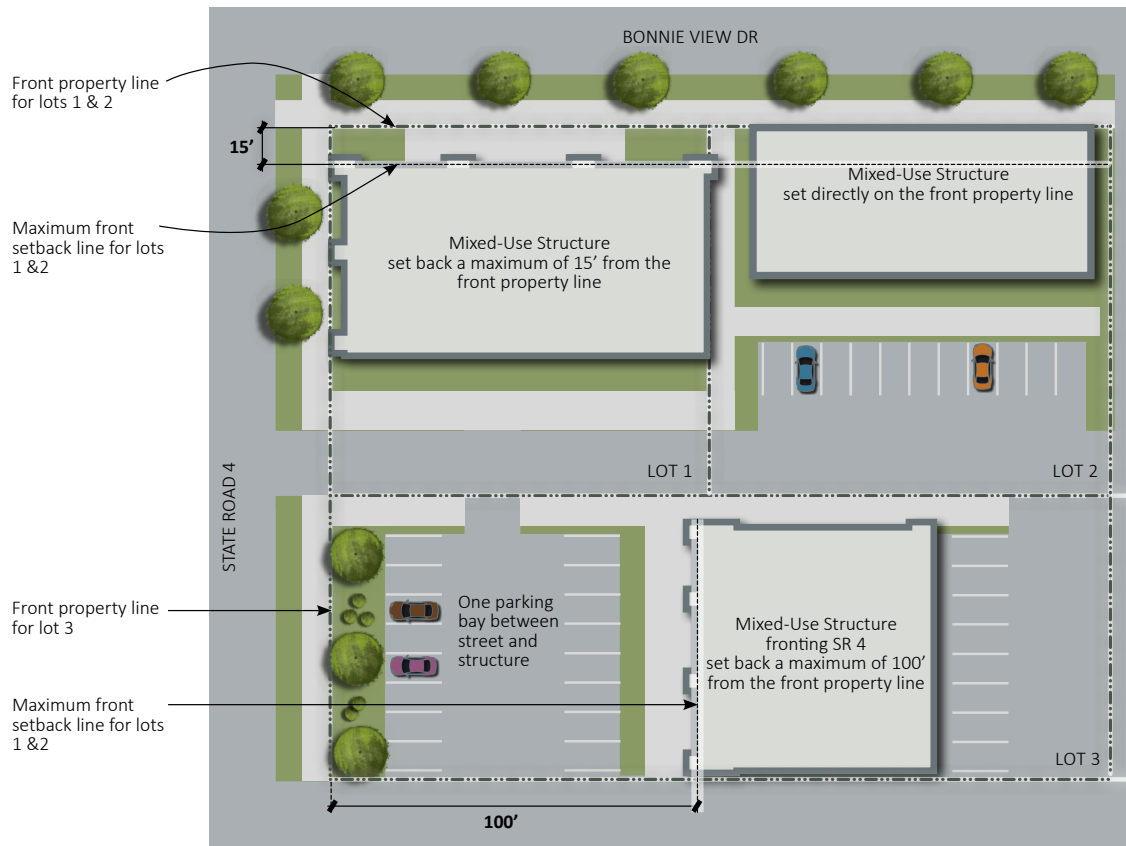 BONNIE VIEW DR
Front property line
for lots 1 & 2
15’
Maximum front
setback line for lots
1 &2
Mixed-Use Structure
set back a maximum of 15’ from the
front property line
Mixed-Use Structure
set directly on the front property line
LOT 1
LOT 2
STATE ROAD 4
Front property line
for lot 3
One parking
bay between
street and
structure
Mixed-Use Structure
fronting SR 4
set back a maximum of 100’
from the front property line
Maximum front
setback line for lots
1 &2
LOT 3
100’